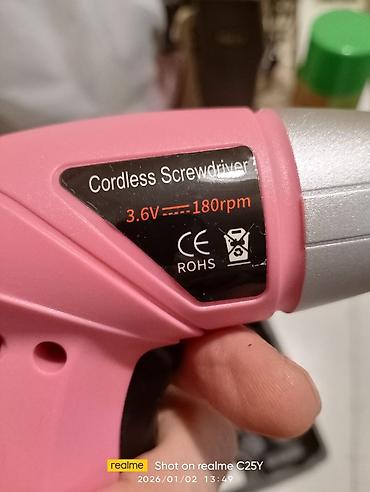 Cordless Screwdriver
3.6V 180rpm
CE
ROHS
realme Shot on realme C25Y
2026/01/02 13:49